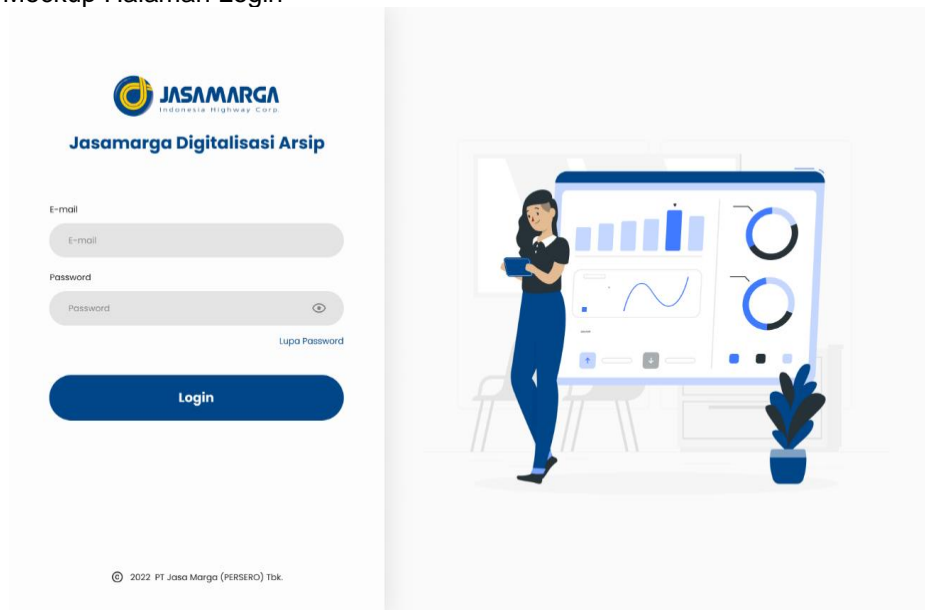 Mockup Halaman Login
JASAMARGA
Indonesia Highway Corp.
Jasamarga Digitalisasi Arsip
E-mail
E-mail
Password
Password
Lupa Password
Login
© 2022 PT Jasa Marga (PERSERO) Tbk.